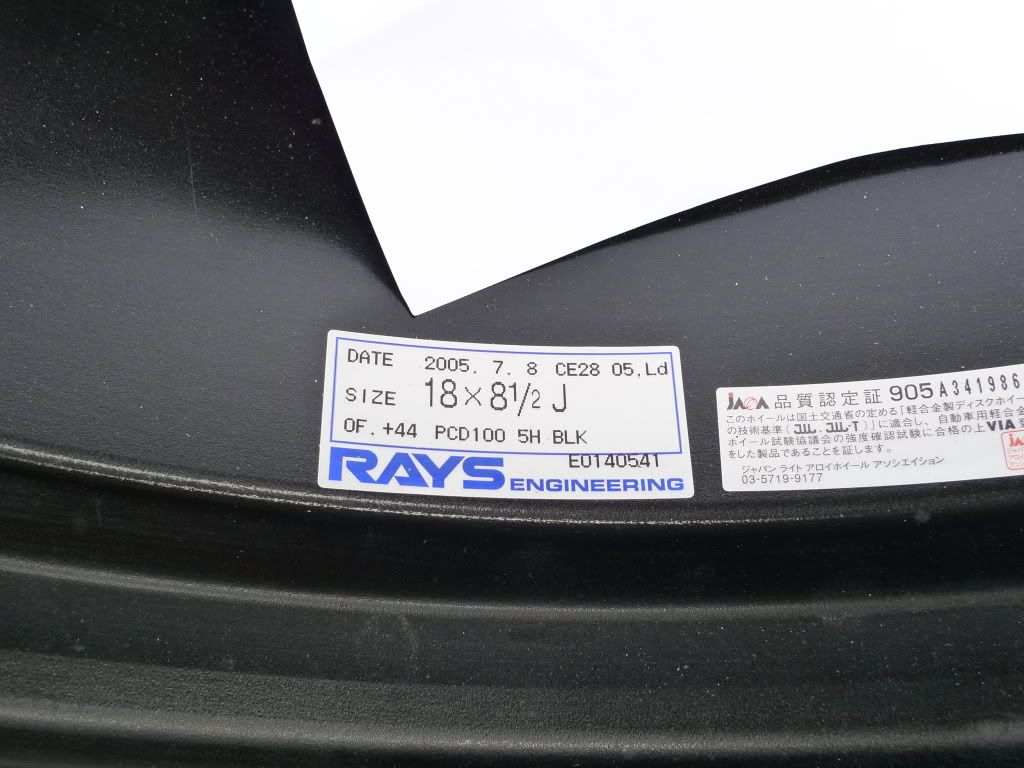 DATE 2005. 7. 8 CE28 05,Ld
SIZE 18×8 1/2 J
OF. +44 PCD100 5H BLK
E0140541
RAYS ENGINEERING
JAWA 品質認定証 905A341986
このホイールは国土交通省の定める「軽合金製ディスクホイー
の技術基準（JWL、JWL-T）」に適合し、自動車用軽合金
ホイール試験協議会の強度確認試験に合格の上VIA
をした製品であることを証します。
ジャパン ライト アロイホイール アソシエイション
03-5719-9177